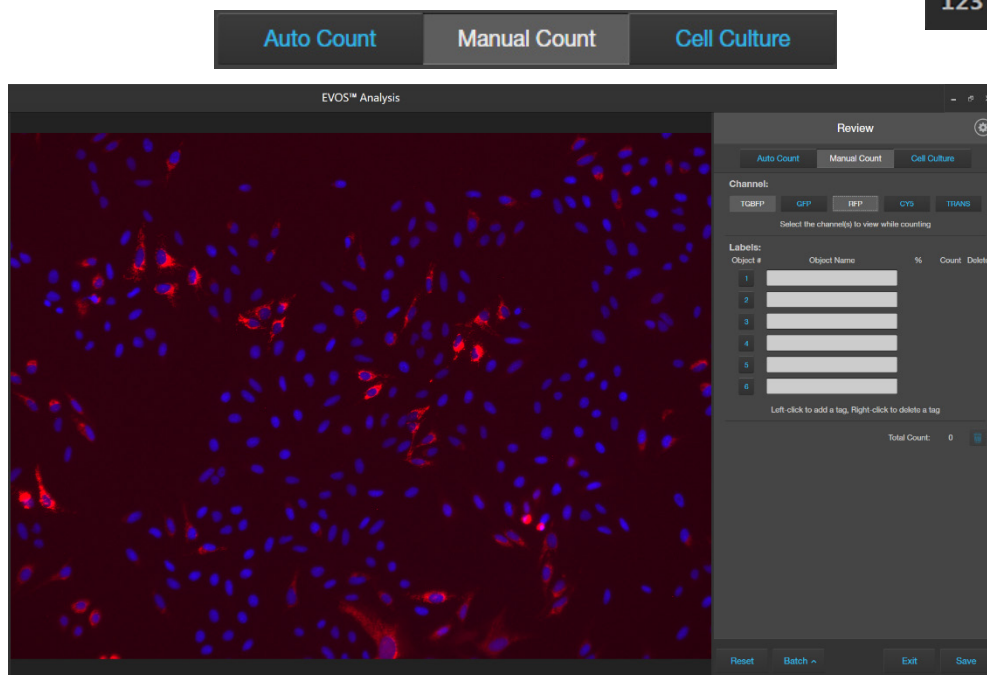 123
Auto Count Manual Count Cell Culture
EVOS™ Analysis
Review
Auto Count Manual Count Cell Culture
Channel:
TGBFP GFP RFP CY5 TRANS
Select the channel(s) to view while counting
Labels:
Object # Object Name % Count Delete
1
2
3
4
5
6
Left-click to add a tag, Right-click to delete a tag
Total Count: 0
Reset Batch Exit Save